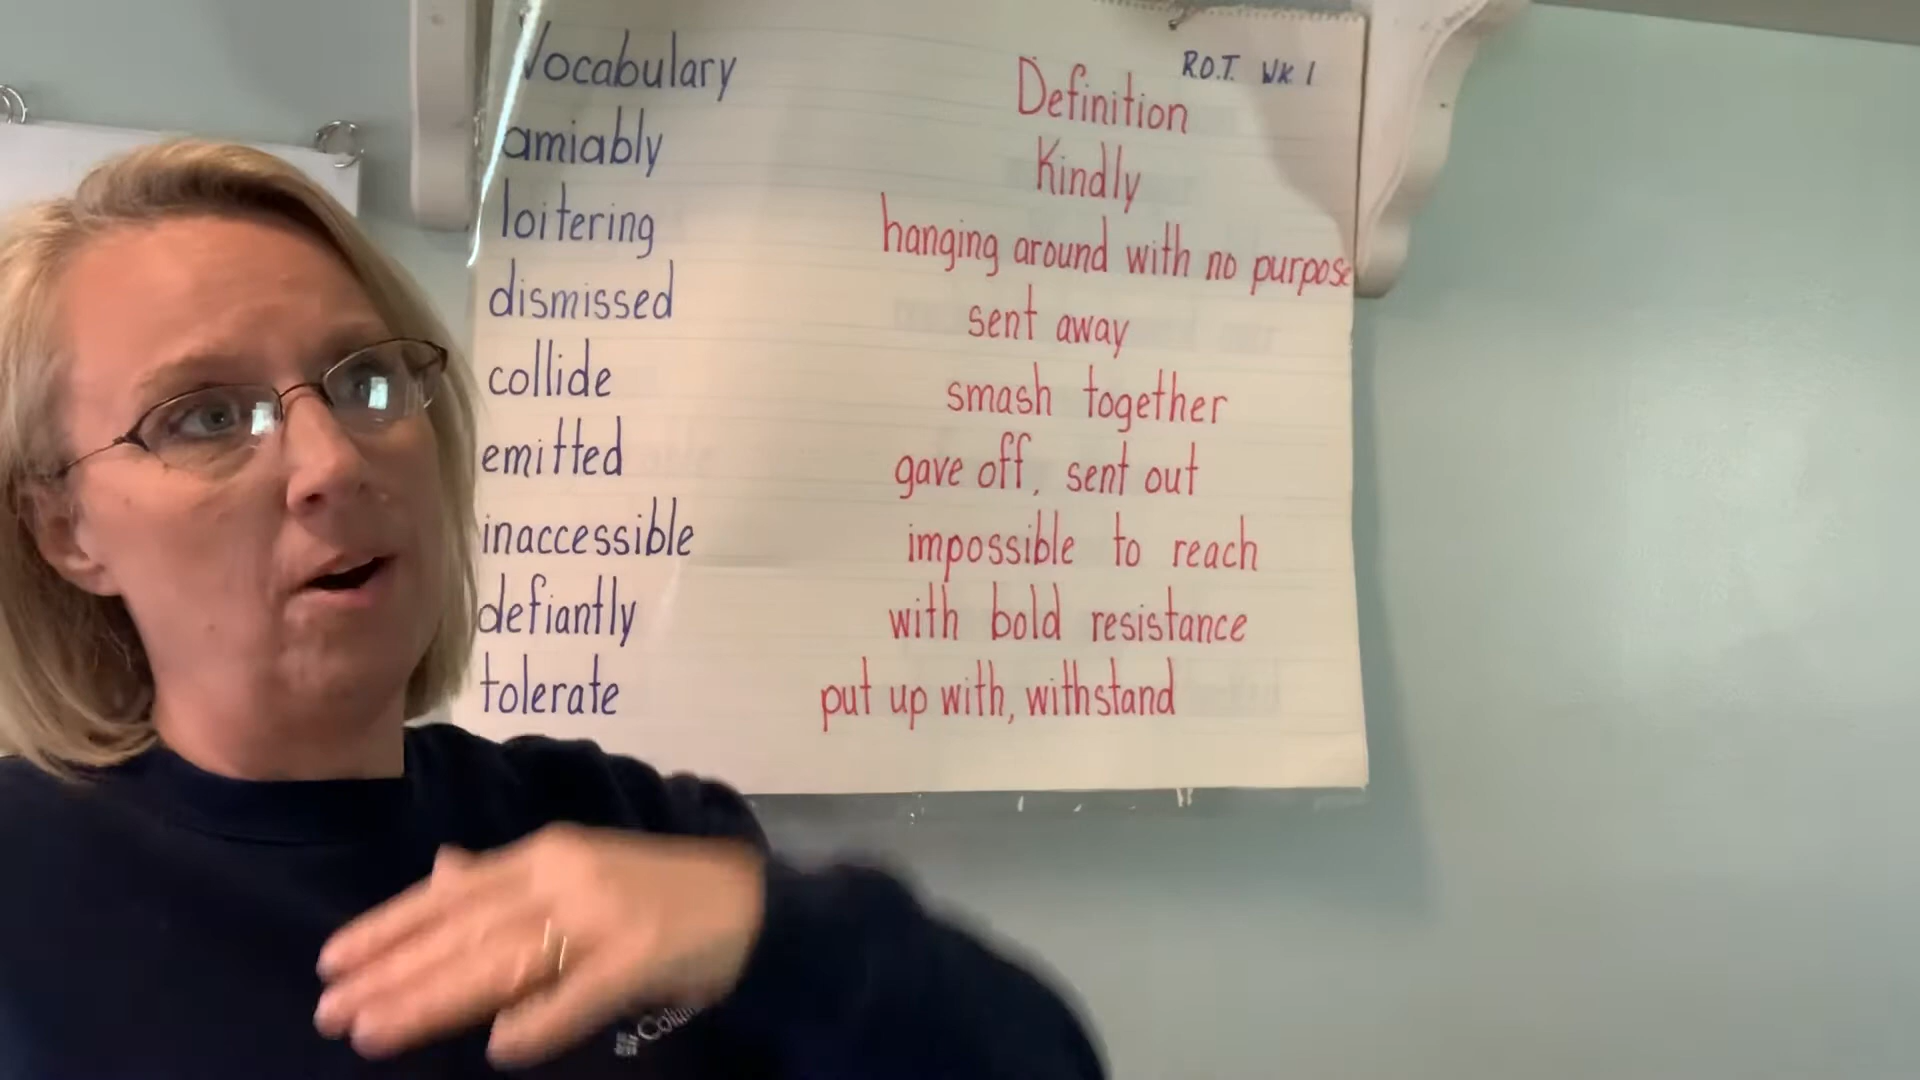 R.O.T. WK 1
Vocabulary Definition
amiably Kindly
loitering hanging around with no purpose
dismissed sent away
collide smash together
emitted gave off, sent out
inaccessible impossible to reach
defiantly with bold resistance
tolerate put up with, withstand